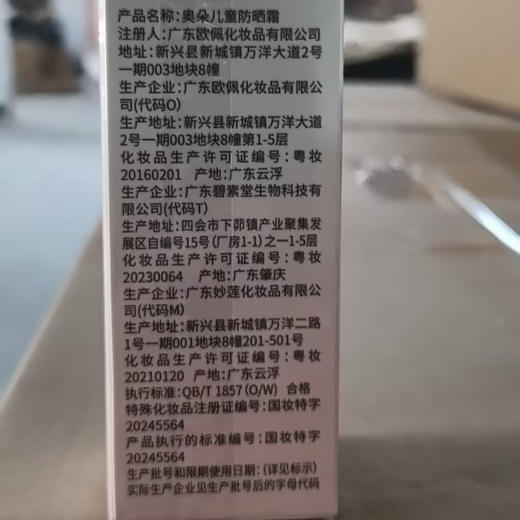 产品名称：奥朵儿童防晒霜
注册人：广东欧佩化妆品有限公司
地址：新兴县新城镇万洋大道2号
一期003地块8幢
生产企业：广东欧佩化妆品有限公
司(代码O)
生产地址：新兴县新城镇万洋大道
2号一期003地块8幢第1-5层
化妆品生产许可证编号：粤妆
20160201 产地：广东云浮
生产企业：广东碧素堂生物科技有
限公司(代码T)
生产地址：四会市下茆镇产业聚集发
展区自编号15号（厂房1-1）之一1-5层
化妆品生产许可证编号：粤妆
20230064 产地：广东肇庆
生产企业：广东妙莲化妆品有限公
司(代码M)
生产地址：新兴县新城镇万洋二路
1号一期001地块8幢201-501号
化妆品生产许可证编号：粤妆
20210120 产地：广东云浮
执行标准：QB/T 1857（O/W） 合格
特殊化妆品注册证编号：国妆特字
20245564
产品执行的标准编号：国妆特字
20245564
生产批号和限期使用日期：（详见标示）
实际生产企业见生产批号后的字母代码